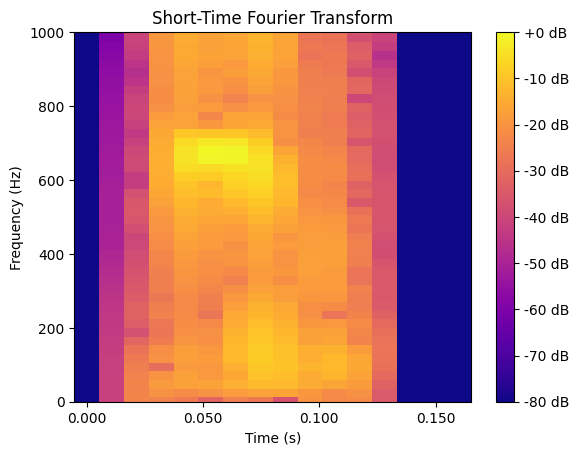 Short-Time Fourier Transform
1000
800
600
400
200
0
Frequency (Hz)
0.000
0.050
0.100
0.150
Time (s)
+0 dB
-10 dB
-20 dB
-30 dB
-40 dB
-50 dB
-60 dB
-70 dB
-80 dB